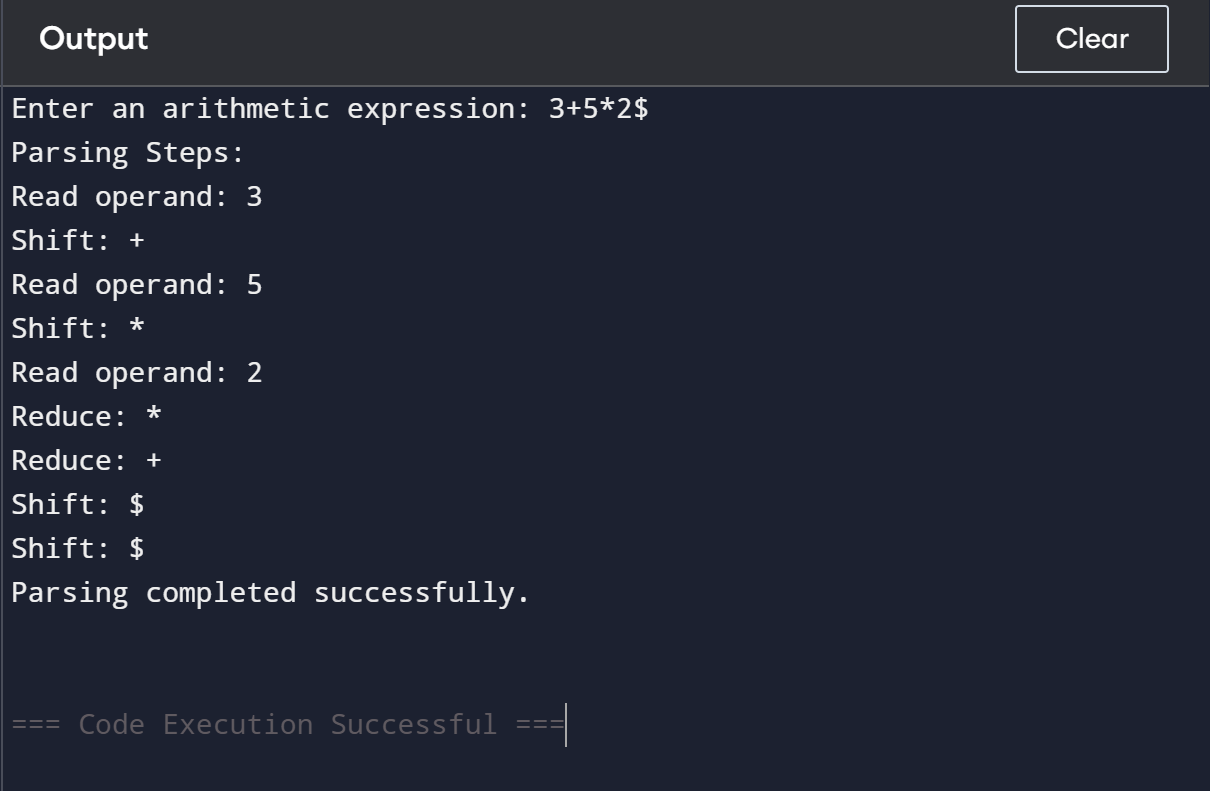 Output
Clear
Enter an arithmetic expression: 3+5*2$
Parsing Steps:
Read operand: 3
Shift: +
Read operand: 5
Shift: *
Read operand: 2
Reduce: *
Reduce: +
Shift: $
Shift: $
Parsing completed successfully.
=== Code Execution Successful ===